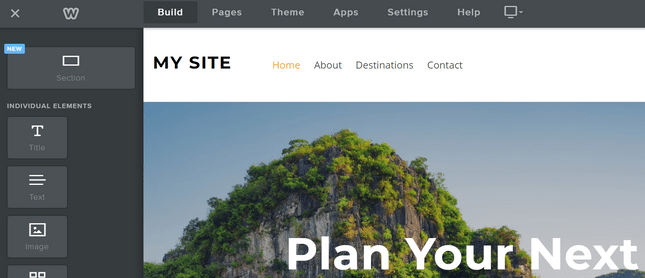 Build Pages Theme Apps Settings Help
NEW
Section
INDIVIDUAL ELEMENTS
Title
Text
Image
MY SITE Home About Destinations Contact
Plan Your Next